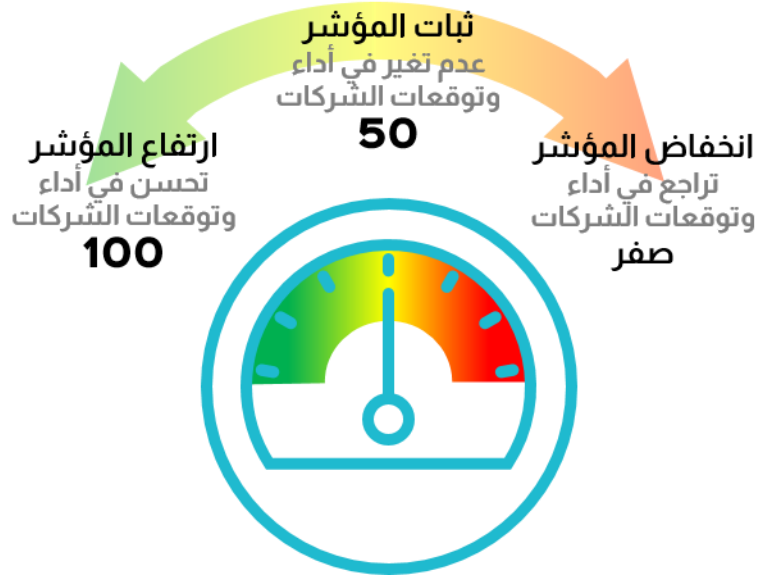 ثبات المؤشر
عدم تغير في أداء
وتوقعات الشركات
50
انخفاض المؤشر
تراجع في أداء
وتوقعات الشركات
صفر
ارتفاع المؤشر
تحسن في أداء
وتوقعات الشركات
100